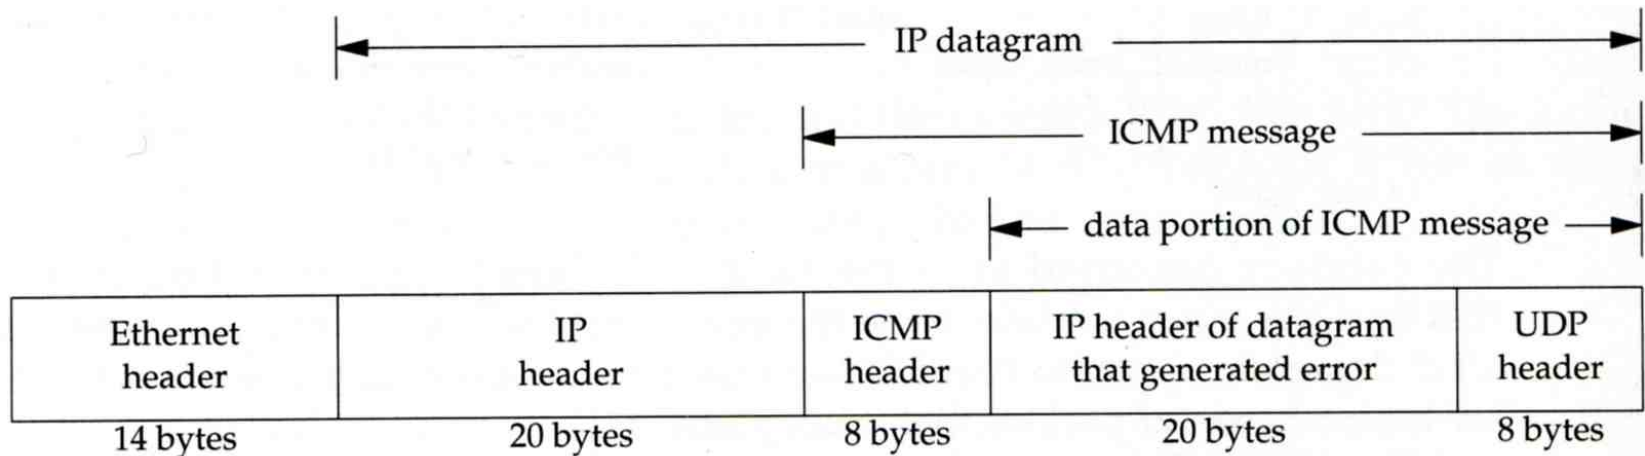 IP datagram
ICMP message
data portion of ICMP message
Ethernet
header
IP
header
ICMP
header
IP header of datagram
that generated error
UDP
header
14 bytes
20 bytes
8 bytes
20 bytes
8 bytes